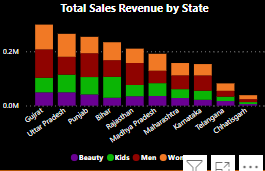 Total Sales Revenue by State
0.2M
0.0M
Gujrat
Uttar Pradesh
Punjab
Bihar
Rajasthan
Madhya Pradesh
Maharashtra
Karnataka
Telangana
Chhattisgarh
Beauty Kids Men